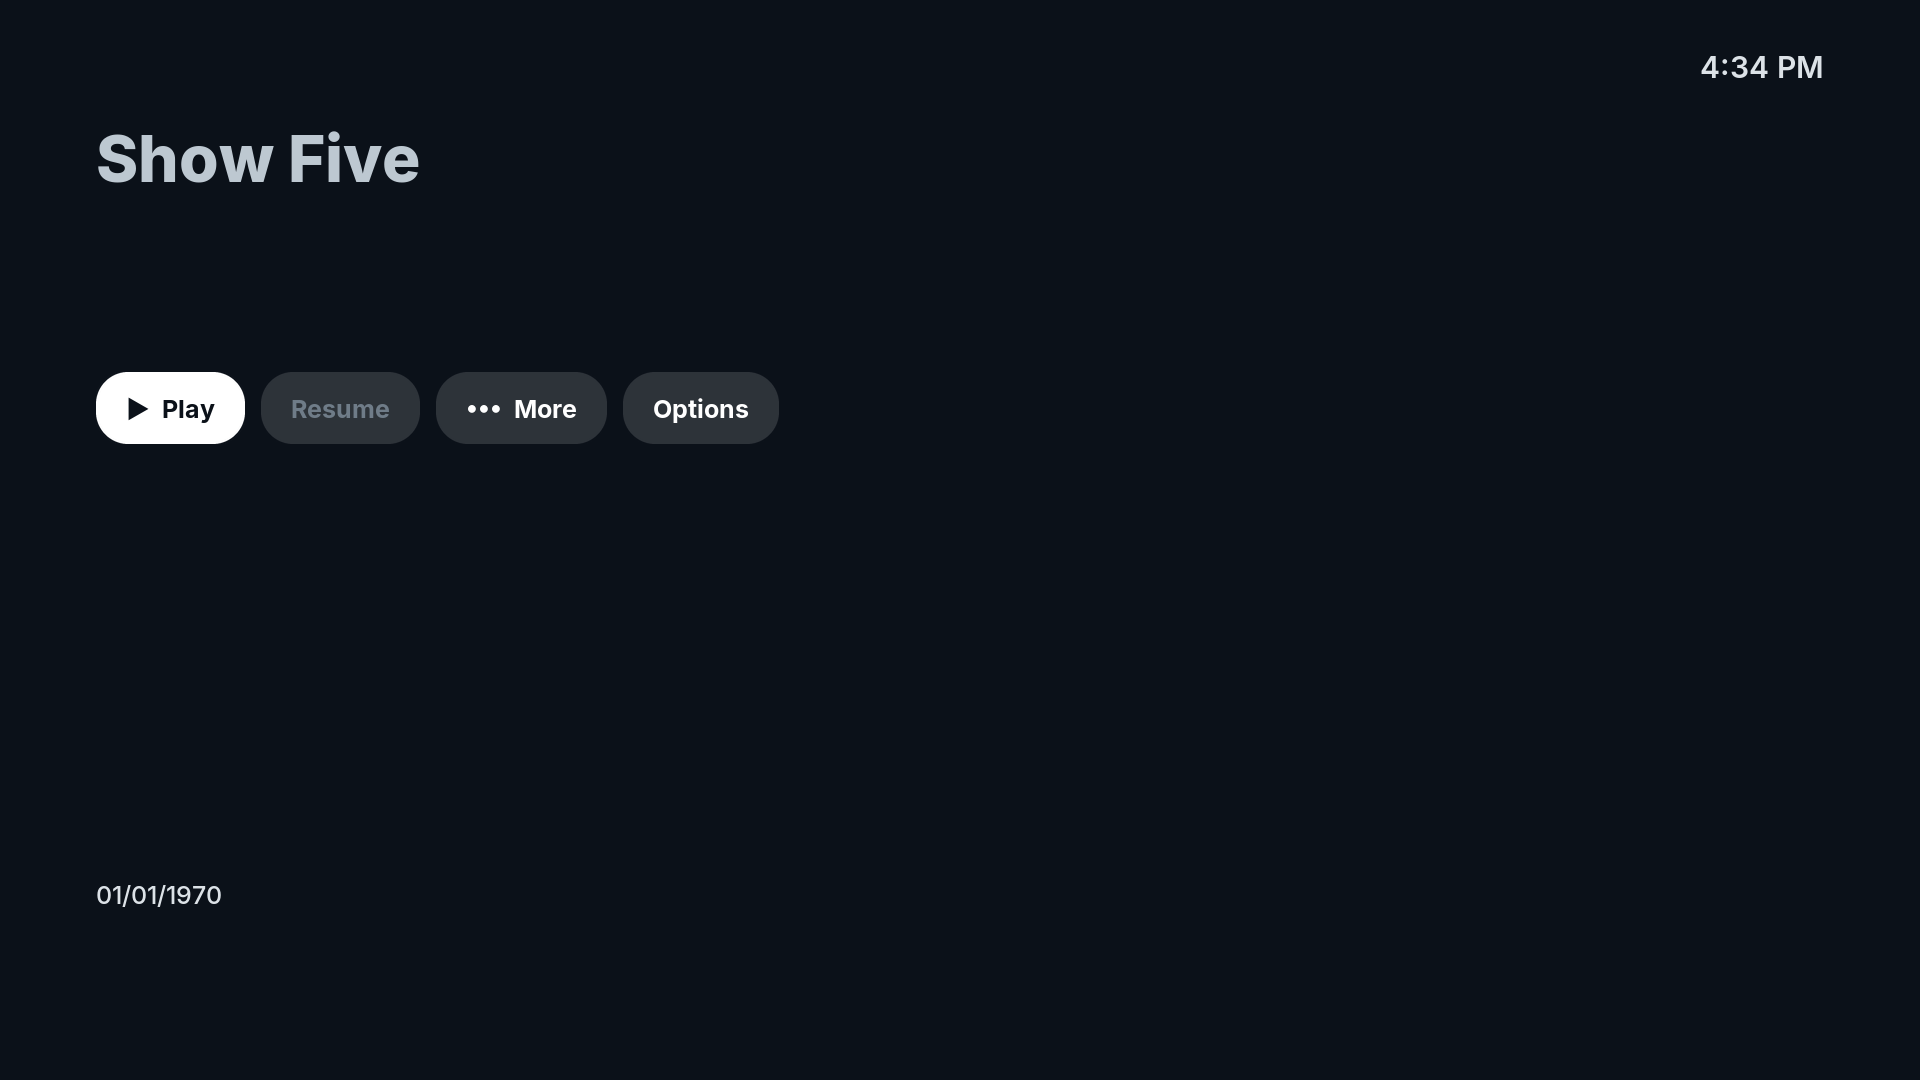 4:34 PM
Show Five
Play
Resume
More
Options
01/01/1970